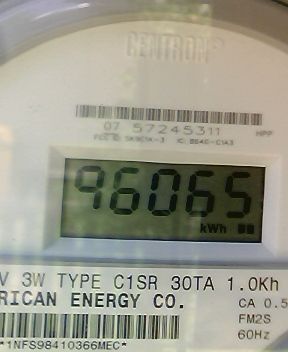 CENTRON®
07 57245311
HPP
96065
kWh
V 3W TYPE C1SR 30TA 1.0Kh
RICAN ENERGY CO.
CA 0.5
FM2S
60Hz
*1NFS98410366MEC*